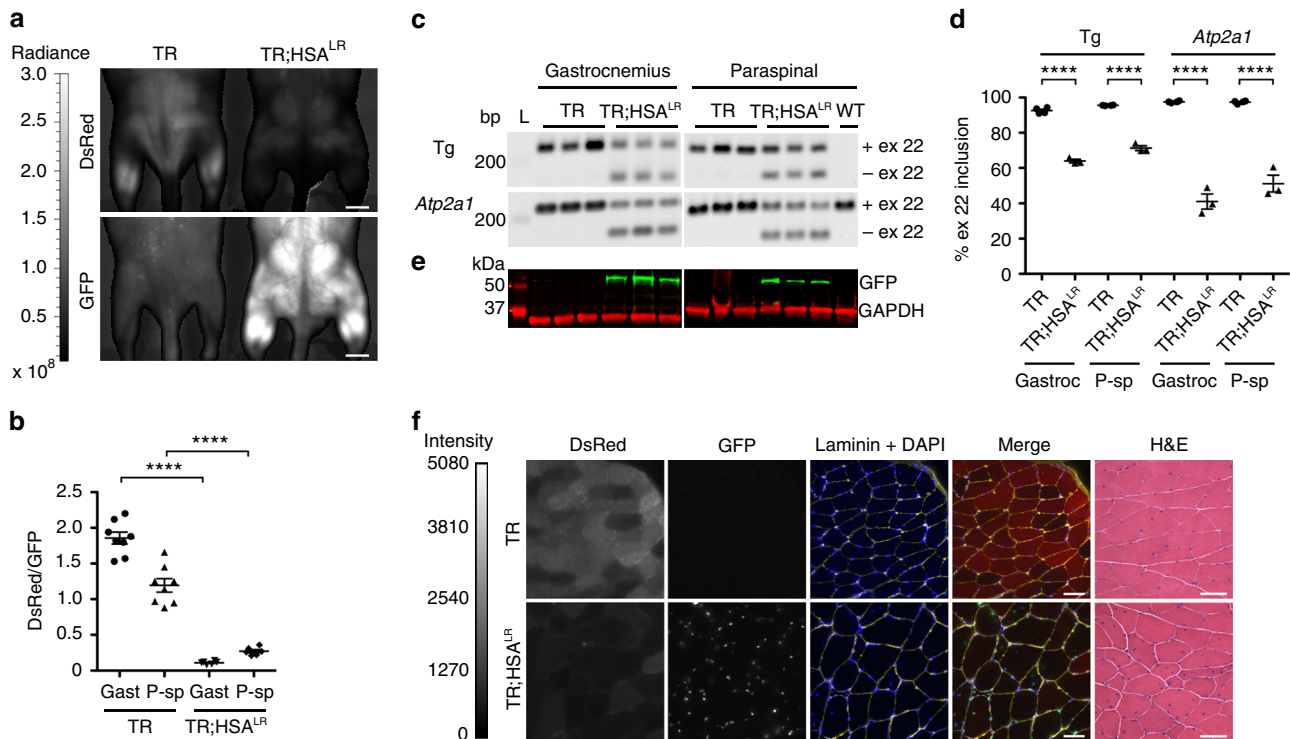 a
Radiance
TR
TR;HSA^LR
3.0
2.5
2.0
1.5
1.0
0.5
x 10^8
DsRed
GFP
b
**** ****
DsRed/GFP
2.5
2.0
1.5
1.0
0.5
0
Gast P-sp Gast P-sp
TR TR;HSA^LR
c
Gastrocnemius Paraspinal
bp L TR TR;HSA^LR TR TR;HSA^LR WT
Tg + ex 22
200
– ex 22
Atp2a1 + ex 22
200
– ex 22
e
kDa
50 GFP
37 GAPDH
d
Tg Atp2a1
**** **** **** ****
% ex 22 inclusion
100
80
60
40
20
0
TR TR;HSA^LR TR TR;HSA^LR TR TR;HSA^LR TR TR;HSA^LR
Gastroc P-sp Gastroc P-sp
f
Intensity DsRed GFP Laminin + DAPI Merge H&E
5080
3810
2540
1270
0
TR
TR;HSA^LR